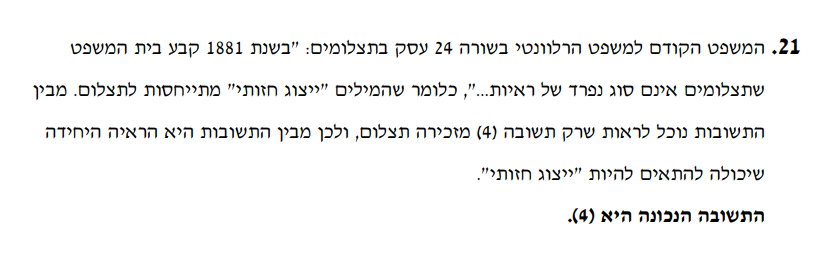 21. המשפט הקודם למשפט הרלוונטי בשורה 24 עסק בתצלומים: "בשנת 1881 קבע בית המשפט
שתצלומים אינם סוג נפרד של ראיות...", כלומר שהמילים "ייצוג חזותי" מתייחסות לתצלום. מבין
התשובות נוכל לראות שרק תשובה (4) מזכירה תצלום, ולכן מבין התשובות היא הראיה היחידה
שיכולה להתאים להיות "ייצוג חזותי".
התשובה הנכונה היא (4).